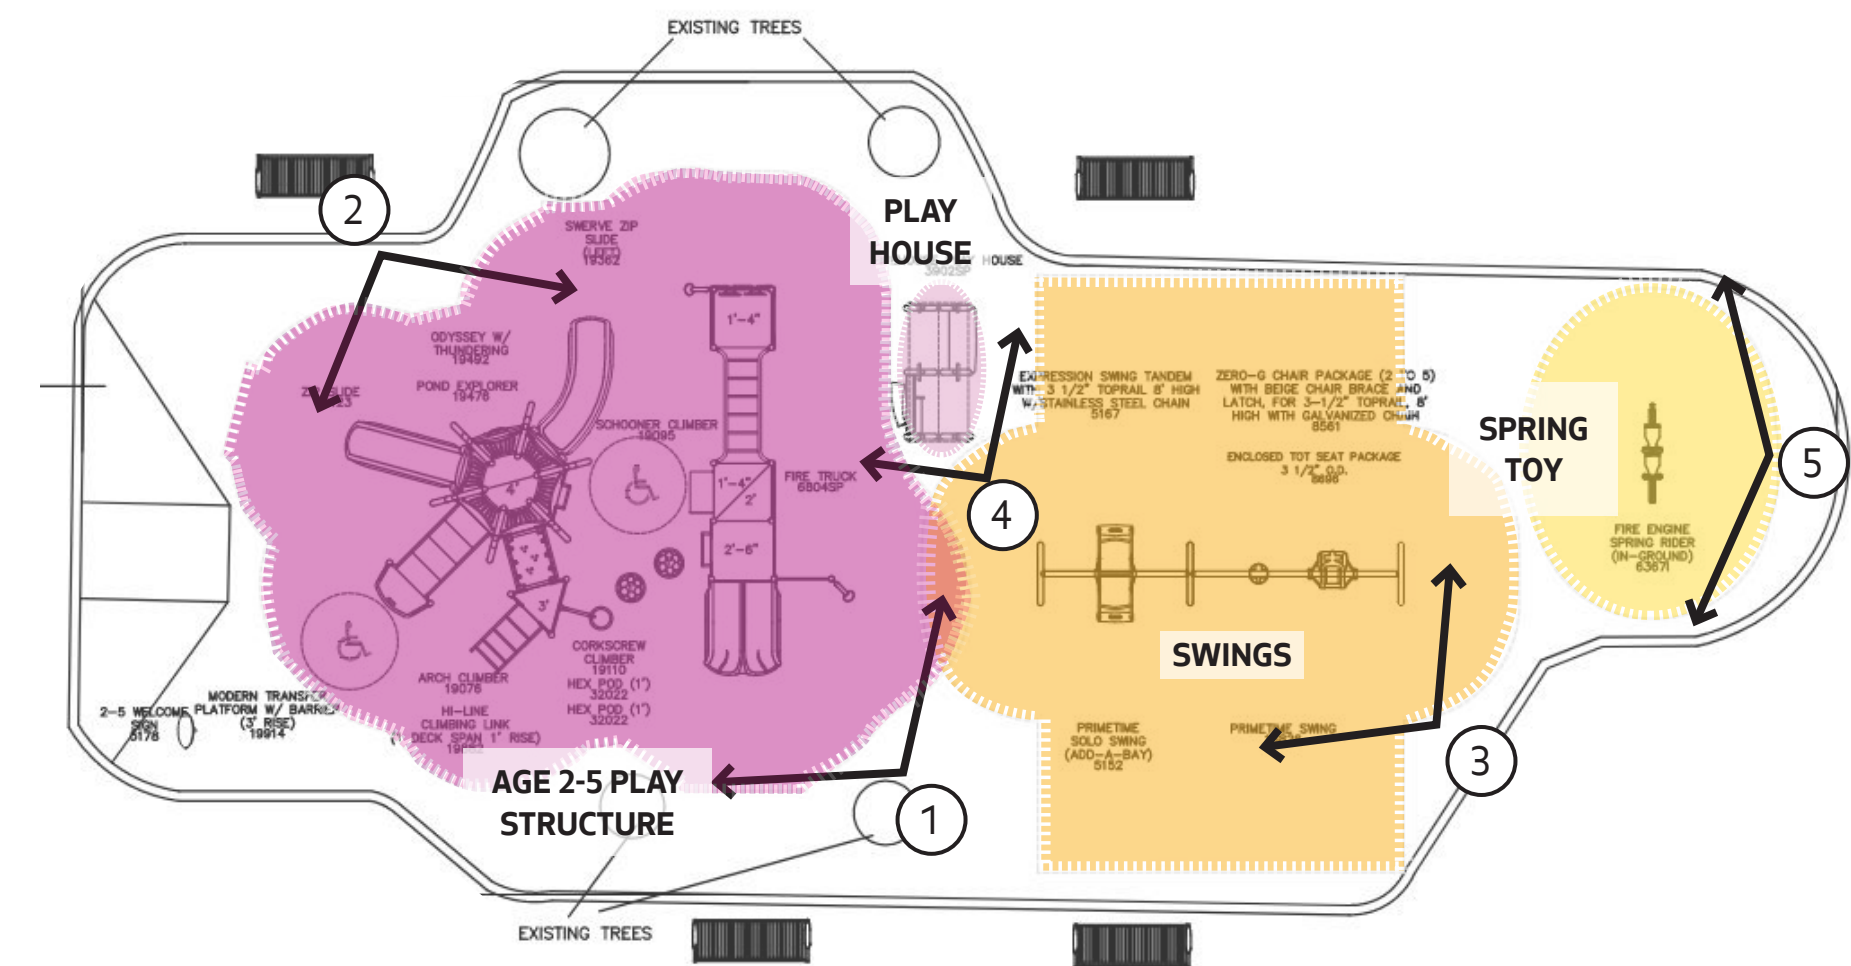 EXISTING TREES
2
SWERVE ZIP
SLIDE
(LEFT)
19362
PLAY
HOUSE
HOUSE
3902SP
1'-4"
ODYSSEY W/
THUNDERING
19492
POND EXPLORER
19476
SCHOONER CLIMBER
19095
4'
1'-4"
2'
2'-6"
3'
FIRE TRUCK
6804SP
EXPRESSION SWING TANDEM
WITH 3 1/2" TOPRAIL 8' HIGH
W/STAINLESS STEEL CHAIN
5167
ZERO-G CHAIR PACKAGE (2 TO 5)
WITH BEIGE CHAIR BRACE AND
LATCH, FOR 3-1/2" TOPRAIL, 8'
HIGH WITH GALVANIZED CHAIN
8561
ENCLOSED TOT SEAT PACKAGE
3 1/2" O.D.
8696
SPRING
TOY
5
4
FIRE ENGINE
SPRING RIDER
(IN-GROUND)
6367I
SWINGS
CORKSCREW
CLIMBER
19110
HEX POD (1')
32022
HEX POD (1')
32022
ARCH CLIMBER
19076
HI-LINE
CLIMBING LINK
DECK SPAN 1' RISE)
2-5 WELCOME
SIGN
5178
MODERN TRANSFER
PLATFORM W/ BARRIER
(3' RISE)
19914
PRIMETIME
SOLO SWING
(ADD-A-BAY)
5152
PRIMETIME SWING
3
AGE 2-5 PLAY
STRUCTURE
1
EXISTING TREES